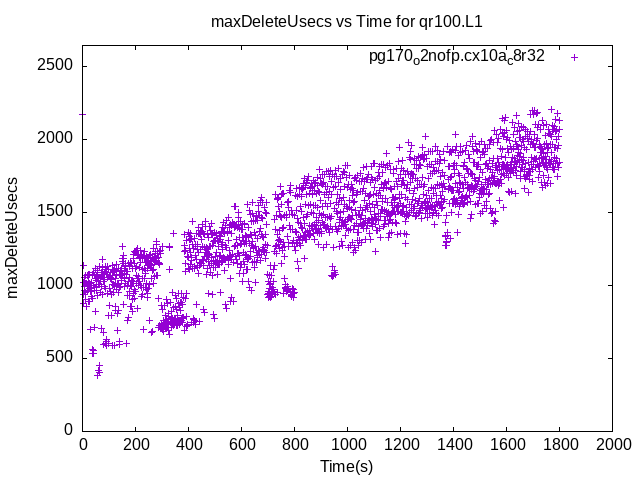 maxDeleteUsecs vs Time for qr100.L1
pg170o2nofp.cx10ac8r32
maxDeleteUsecs
2500
2000
1500
1000
500
0
0 200 400 600 800 1000 1200 1400 1600 1800 2000
Time(s)